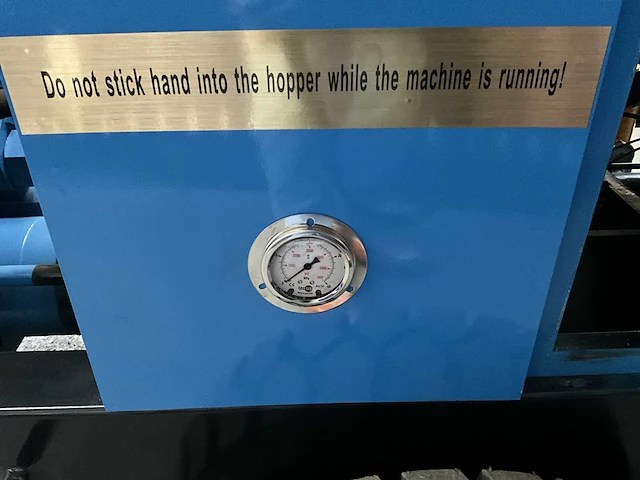 Do not stick hand into the hopper while the machine is running!